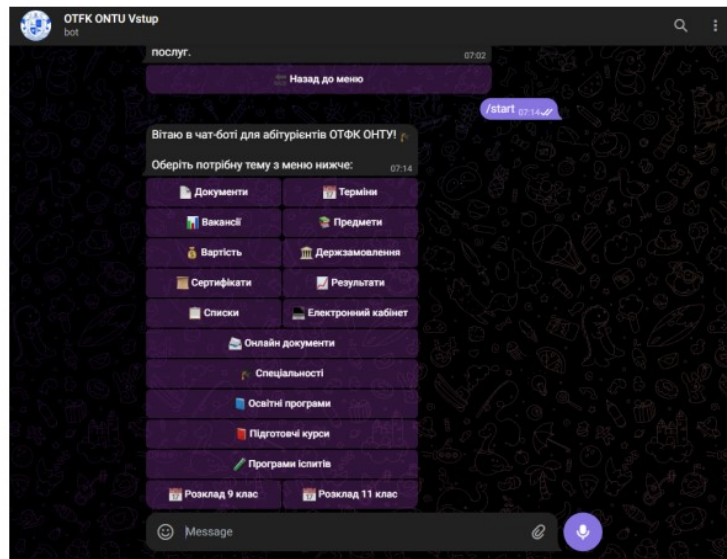 OTFK ONTU Vstup
bot
послуг.
07:02
Назад до меню
/start 07:14
Вітаю в чат-боті для абітурієнтів ОТФК ОНТУ!
Оберіть потрібну тему з меню нижче:
07:14
Документи
Терміни
Вакансії
Предмети
Вартість
Держзамовлення
Сертифікати
Результати
Списки
Електронний кабінет
Онлайн документи
Спеціальності
Освітні програми
Підготовчі курси
Програми іспитів
Розклад 9 клас
Розклад 11 клас
Message